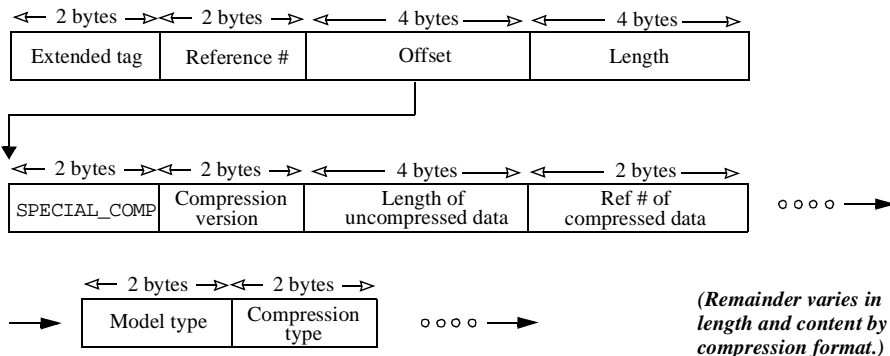 2 bytes 2 bytes 4 bytes 4 bytes
Extended tag Reference # Offset Length
2 bytes 2 bytes 4 bytes 2 bytes
SPECIAL_COMP Compression version Length of uncompressed data Ref # of compressed data
2 bytes 2 bytes
Model type Compression type
(Remainder varies in
length and content by
compression format.)